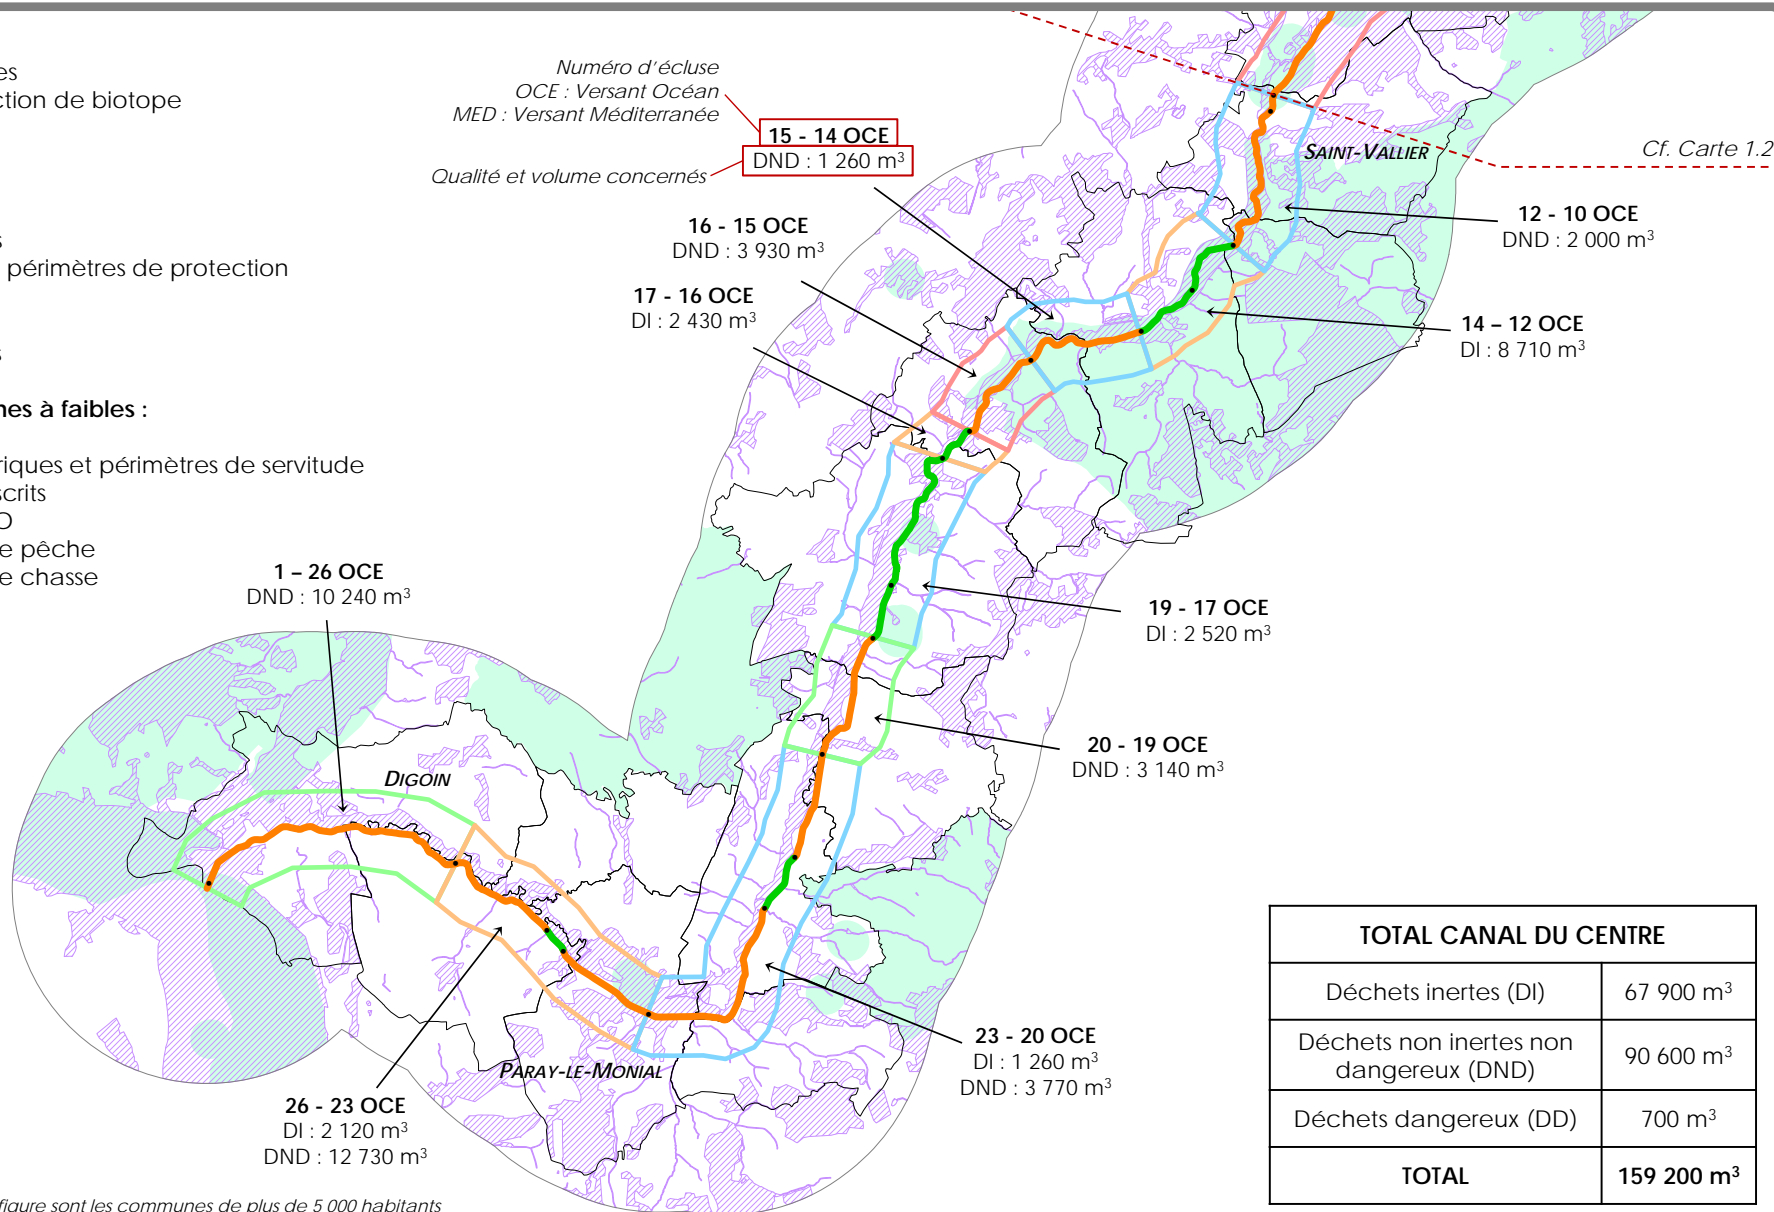 es
ction de biotope
s
périmètres de protection
s
nes à faibles :
riques et périmètres de servitude
scrits
O
e pêche
e chasse
Numéro d'écluse
OCE : Versant Océan
MED : Versant Méditerranée
15 - 14 OCE
DND : 1 260 m³
Qualité et volume concernés
16 - 15 OCE
DND : 3 930 m³
17 - 16 OCE
DI : 2 430 m³
SAINT-VALLIER
Cf. Carte 1.2
12 - 10 OCE
DND : 2 000 m³
14 – 12 OCE
DI : 8 710 m³
1 – 26 OCE
DND : 10 240 m³
19 - 17 OCE
DI : 2 520 m³
20 - 19 OCE
DND : 3 140 m³
DIGOIN
23 - 20 OCE
DI : 1 260 m³
DND : 3 770 m³
PARAY-LE-MONIAL
26 - 23 OCE
DI : 2 120 m³
DND : 12 730 m³
figure sont les communes de plus de 5 000 habitants
TOTAL CANAL DU CENTRE
Déchets inertes (DI) 67 900 m³
Déchets non inertes non
dangereux (DND) 90 600 m³
Déchets dangereux (DD) 700 m³
TOTAL 159 200 m³